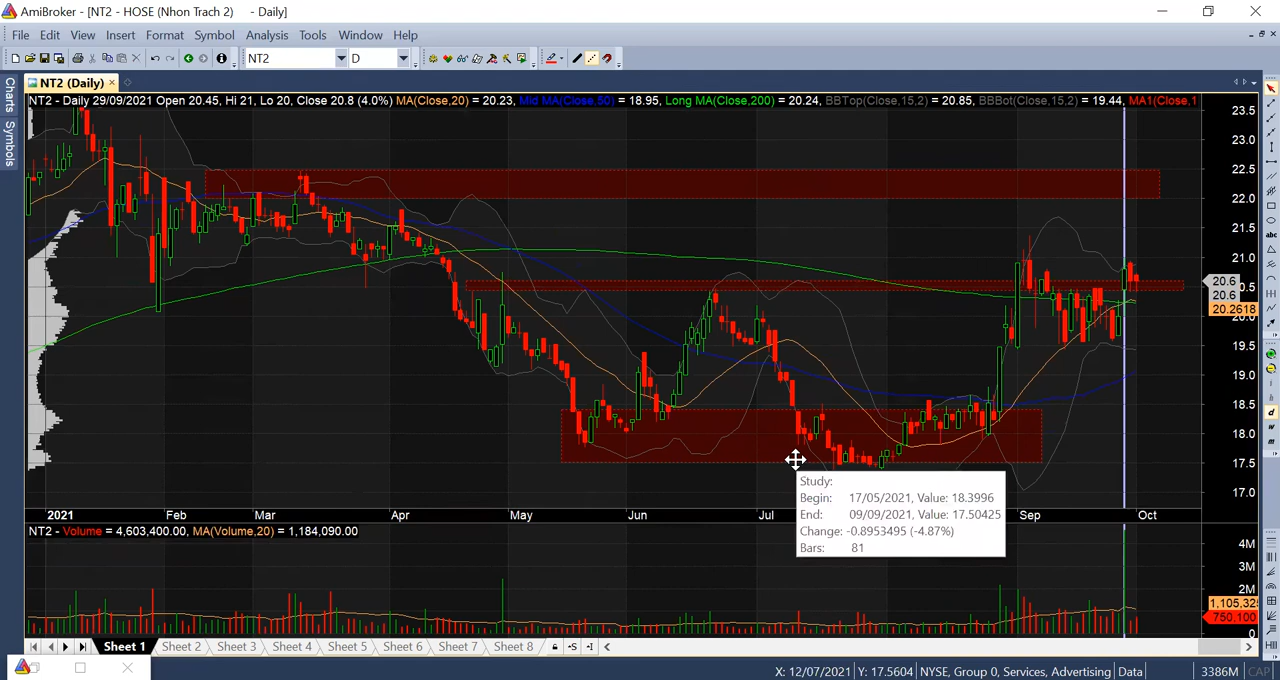 AmiBroker - [NT2 - HOSE (Nhon Trach 2) - Daily]
File Edit View Insert Format Symbol Analysis Tools Window Help
NT2 D
NT2 (Daily)
Charts
Symbols
NT2 - Daily 29/09/2021 Open 20.45, Hi 21, Lo 20, Close 20.8 (4.0%) MA(Close,20) = 20.23, Mid MA(Close,50) = 18.95, Long MA(Close,200) = 20.24, BBTop(Close,15,2) = 20.85, BBBot(Close,15,2) = 19.44, MA1(Close,1
23.5
23.0
22.5
22.0
21.5
21.0
20.6
20.6
20.2618
19.5
19.0
18.5
18.0
17.5
17.0
abc
Study:
Begin: 17/05/2021, Value: 18.3996
End: 09/09/2021, Value: 17.50425
Change: -0.8953495 (-4.87%)
Bars: 81
2021 Feb Mar Apr May Jun Jul Sep Oct
NT2 - Volume = 4,603,400.00, MA(Volume,20) = 1,184,090.00
4M
3M
2M
1,105,325
750,100
0
Sheet 1 Sheet 2 Sheet 3 Sheet 4 Sheet 5 Sheet 6 Sheet 7 Sheet 8
X: 12/07/2021 Y: 17.5604 NYSE, Group 0, Services, Advertising Data 3386M CAP